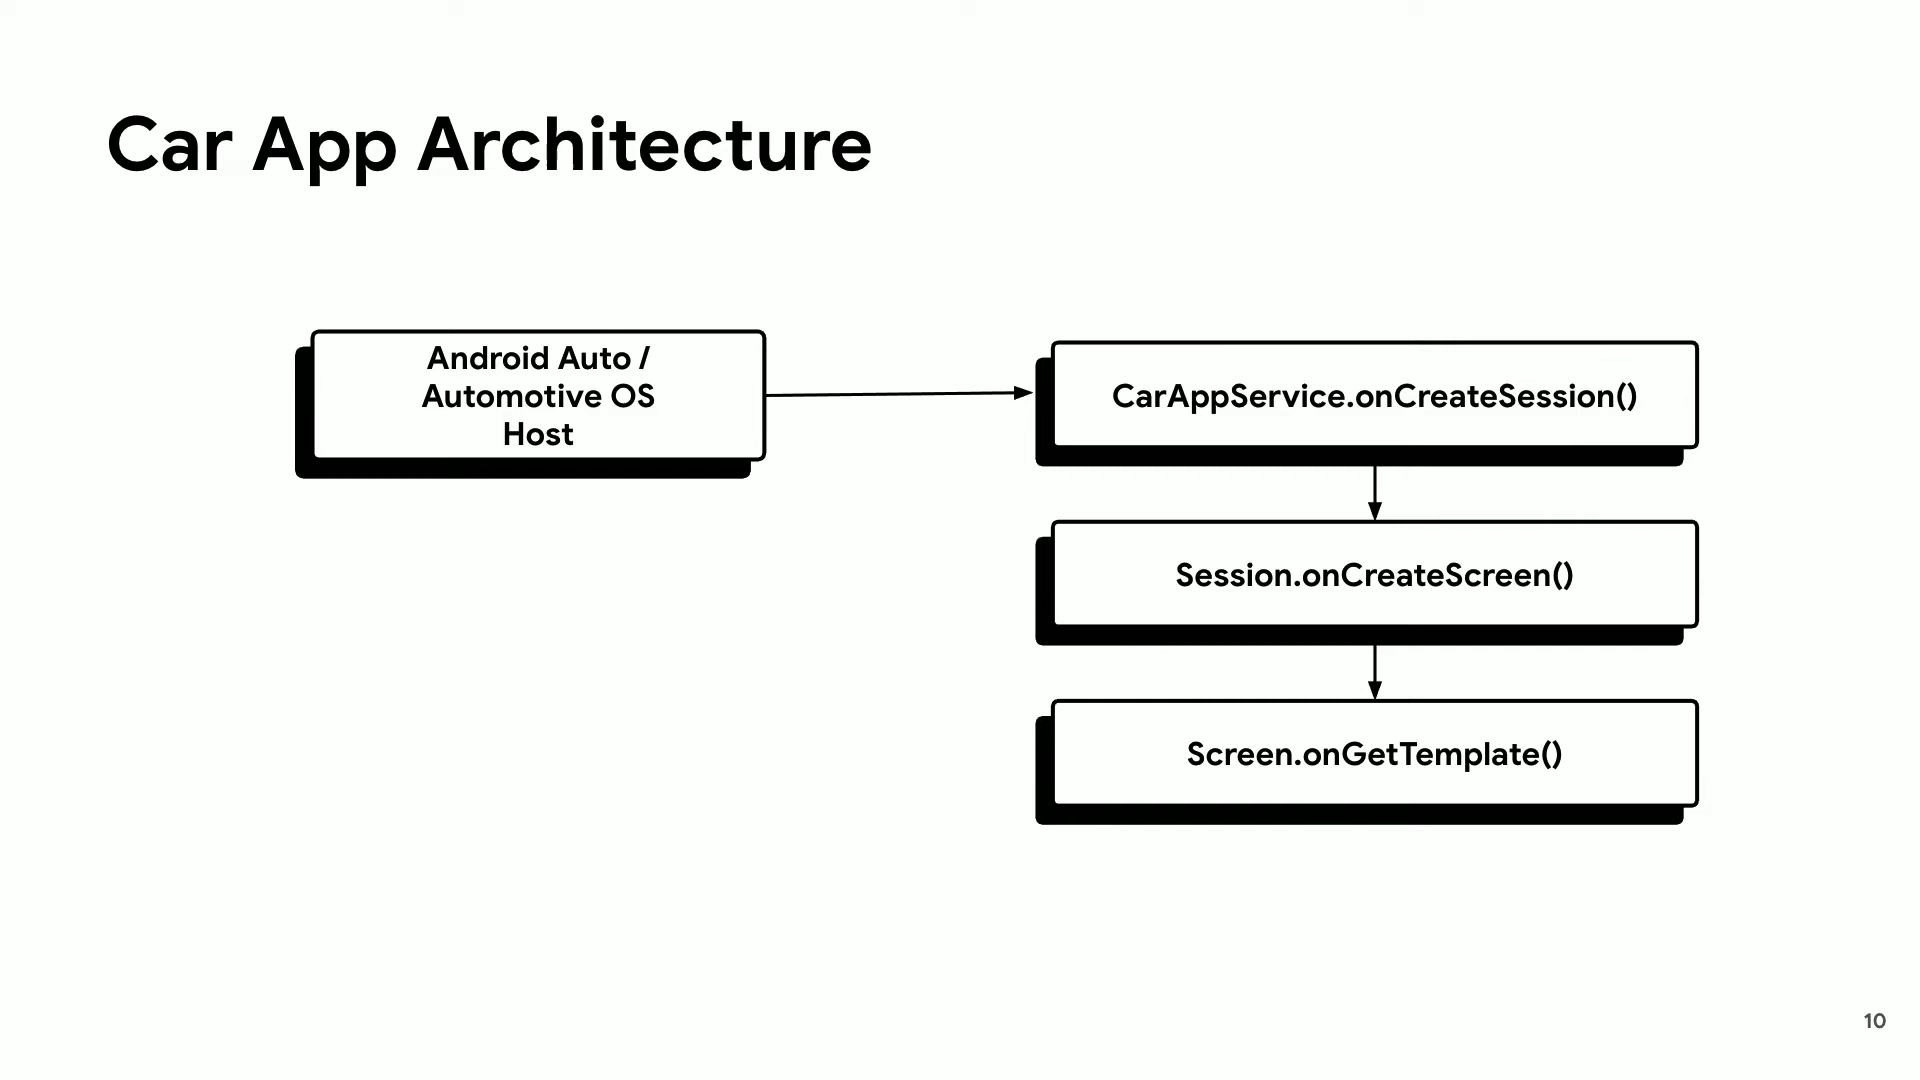 Car App Architecture
Android Auto /
Automotive OS
Host
CarAppService.onCreateSession()
Session.onCreateScreen()
Screen.onGetTemplate()
10